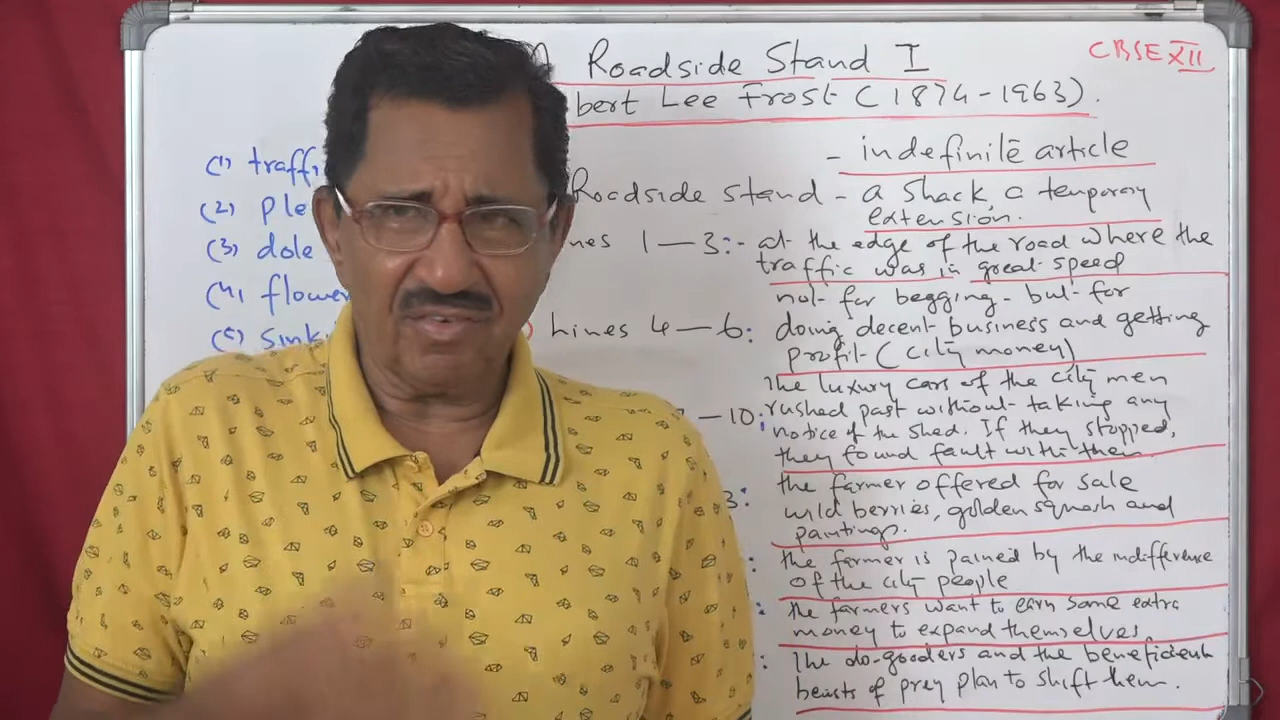 Roadside Stand I
CBSE XII
bert Lee Frost (1874-1963).
- indefinite article
(1) traffi
Roadside stand - a shack, a temporary
extension.
(2) ple
(3) dole
nes 1-3:- at the edge of the road where the
traffic was in great speed
(4) flower
not for begging - but for
Lines 4-6: doing decent business and getting
profit (city money)
(5) sink
The luxury cars of the city men
-10: rushed past without taking any
notice of the shed. If they stopped,
they found fault with them.
3: the farmer offered for sale
wild berries, golden squash and
paintings.
: the farmer is pained by the indifference
of the city people
: the farmers want to earn some extra
money to expand themselves
: The do-gooders and the beneficient
beasts of prey plan to shift them.